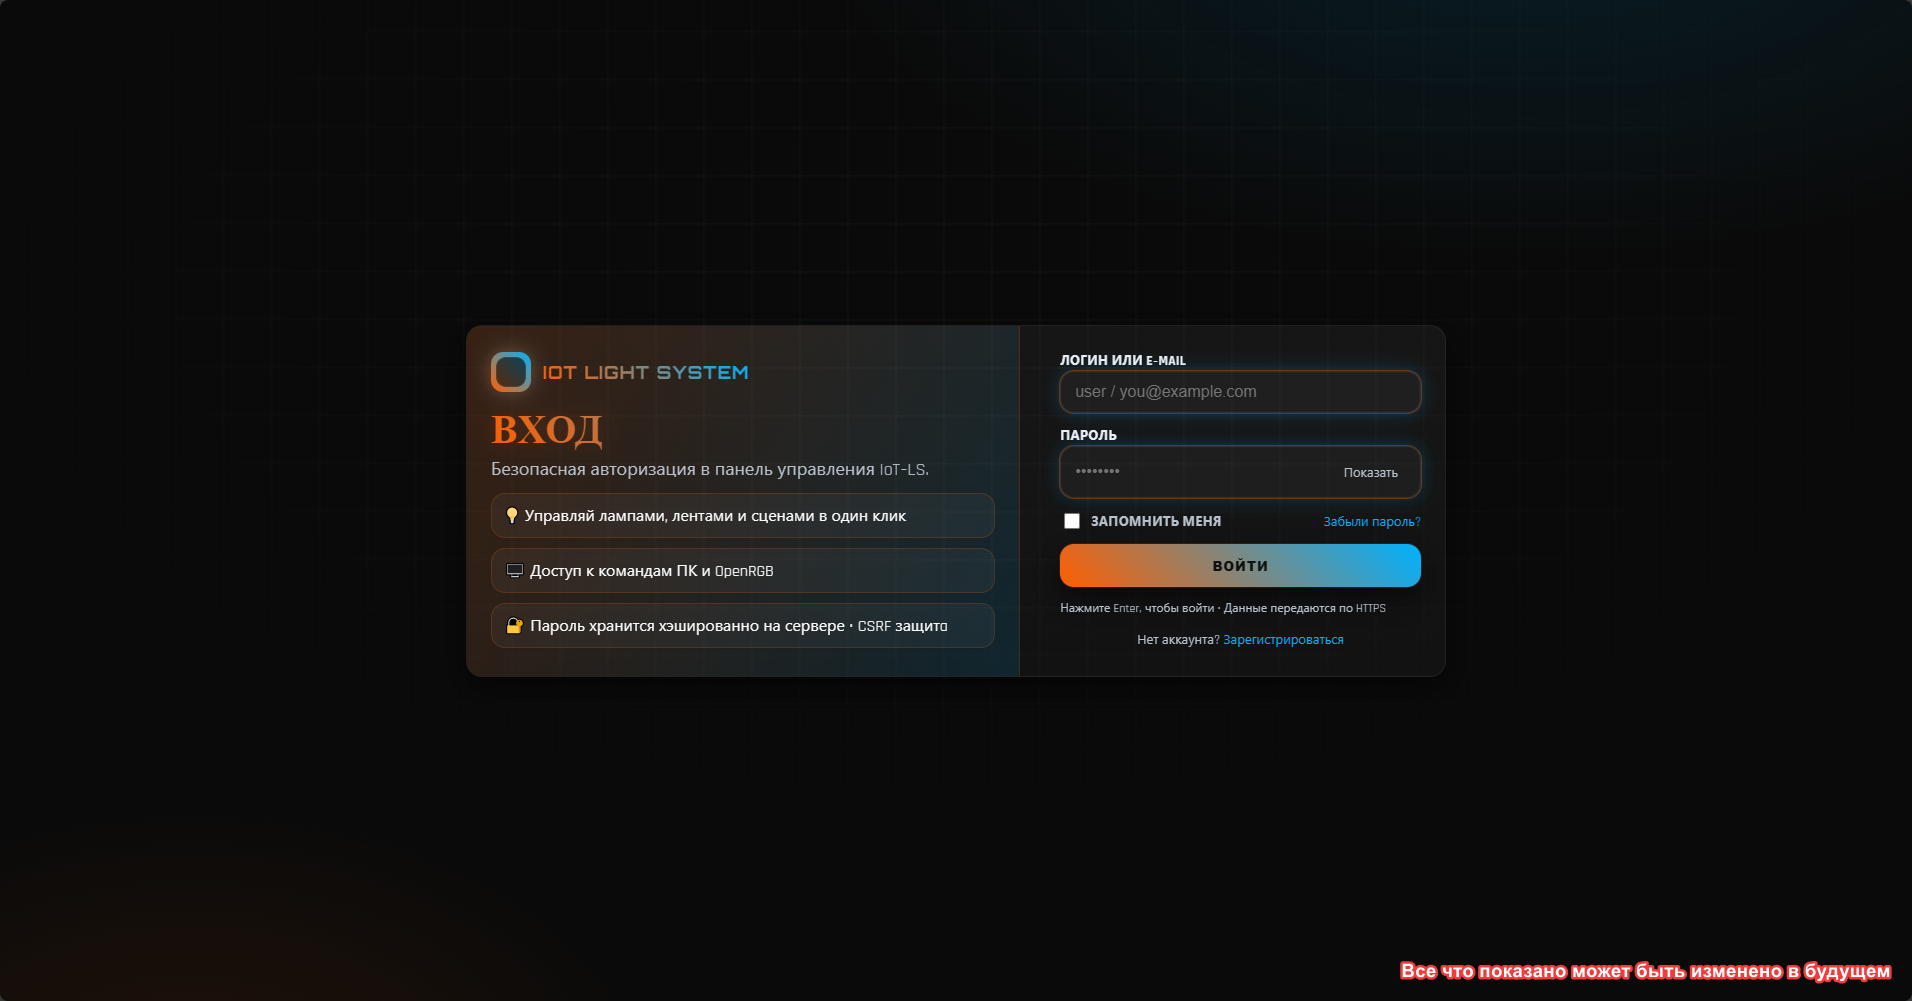 IOT LIGHT SYSTEM
ВХОД
Безопасная авторизация в панель управления IoT-LS.
Управляй лампами, лентами и сценами в один клик
Доступ к командам ПК и OpenRGB
Пароль хранится хэшированно на сервере · CSRF защита
ЛОГИН ИЛИ E-MAIL
user / you@example.com
ПАРОЛЬ
•••••••• Показать
ЗАПОМНИТЬ МЕНЯ Забыли пароль?
ВОЙТИ
Нажмите Enter, чтобы войти · Данные передаются по HTTPS
Нет аккаунта? Зарегистрироваться
Все что показано может быть изменено в будущем